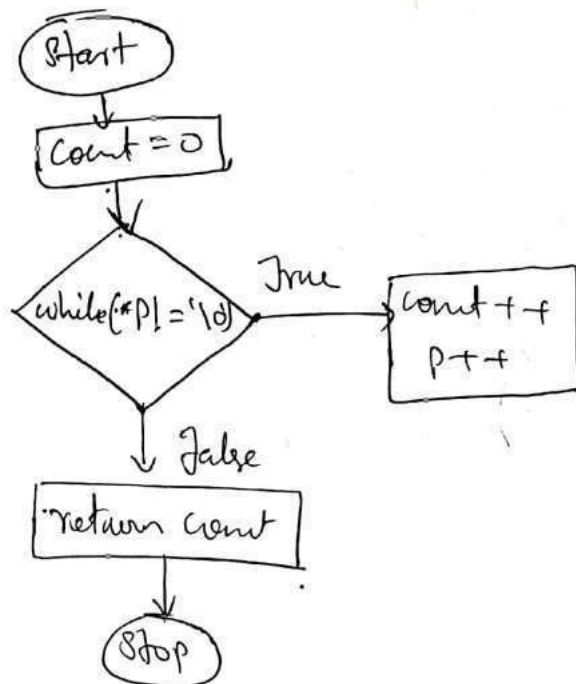 Start
Count = 0
while(*p! = '\0)
True
count ++
p++
False
return count
Stop